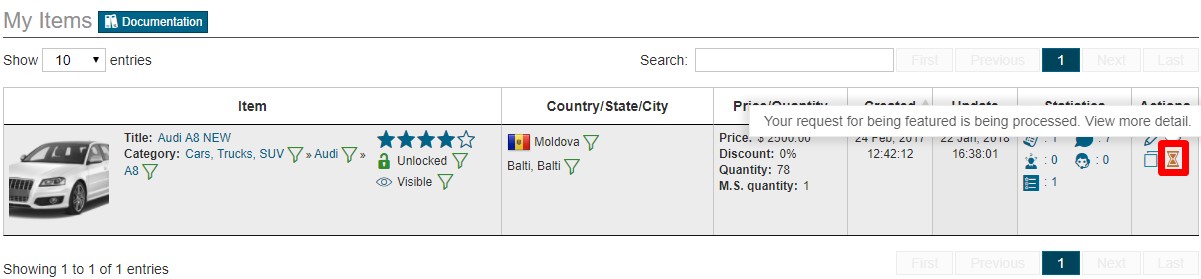 My Items Documentation
Show 10 entries Search: First Previous 1 Next Last
Item Country/State/City Price/Quantity Created Update Statistics Actions
Your request for being featured is being processed. View more detail.
Title: Audi A8 NEW
Category: Cars, Trucks, SUV » Audi »
A8
Unlocked
Visible
Moldova
Balti, Balti
Price: $ 2500.00
Discount: 0%
Quantity: 78
M.S. quantity: 1
24 Feb, 2017
12:42:12
22 Jan, 2018
16:38:01
: 1 : 7
: 0 : 0
: 1
Showing 1 to 1 of 1 entries First Previous 1 Next Last